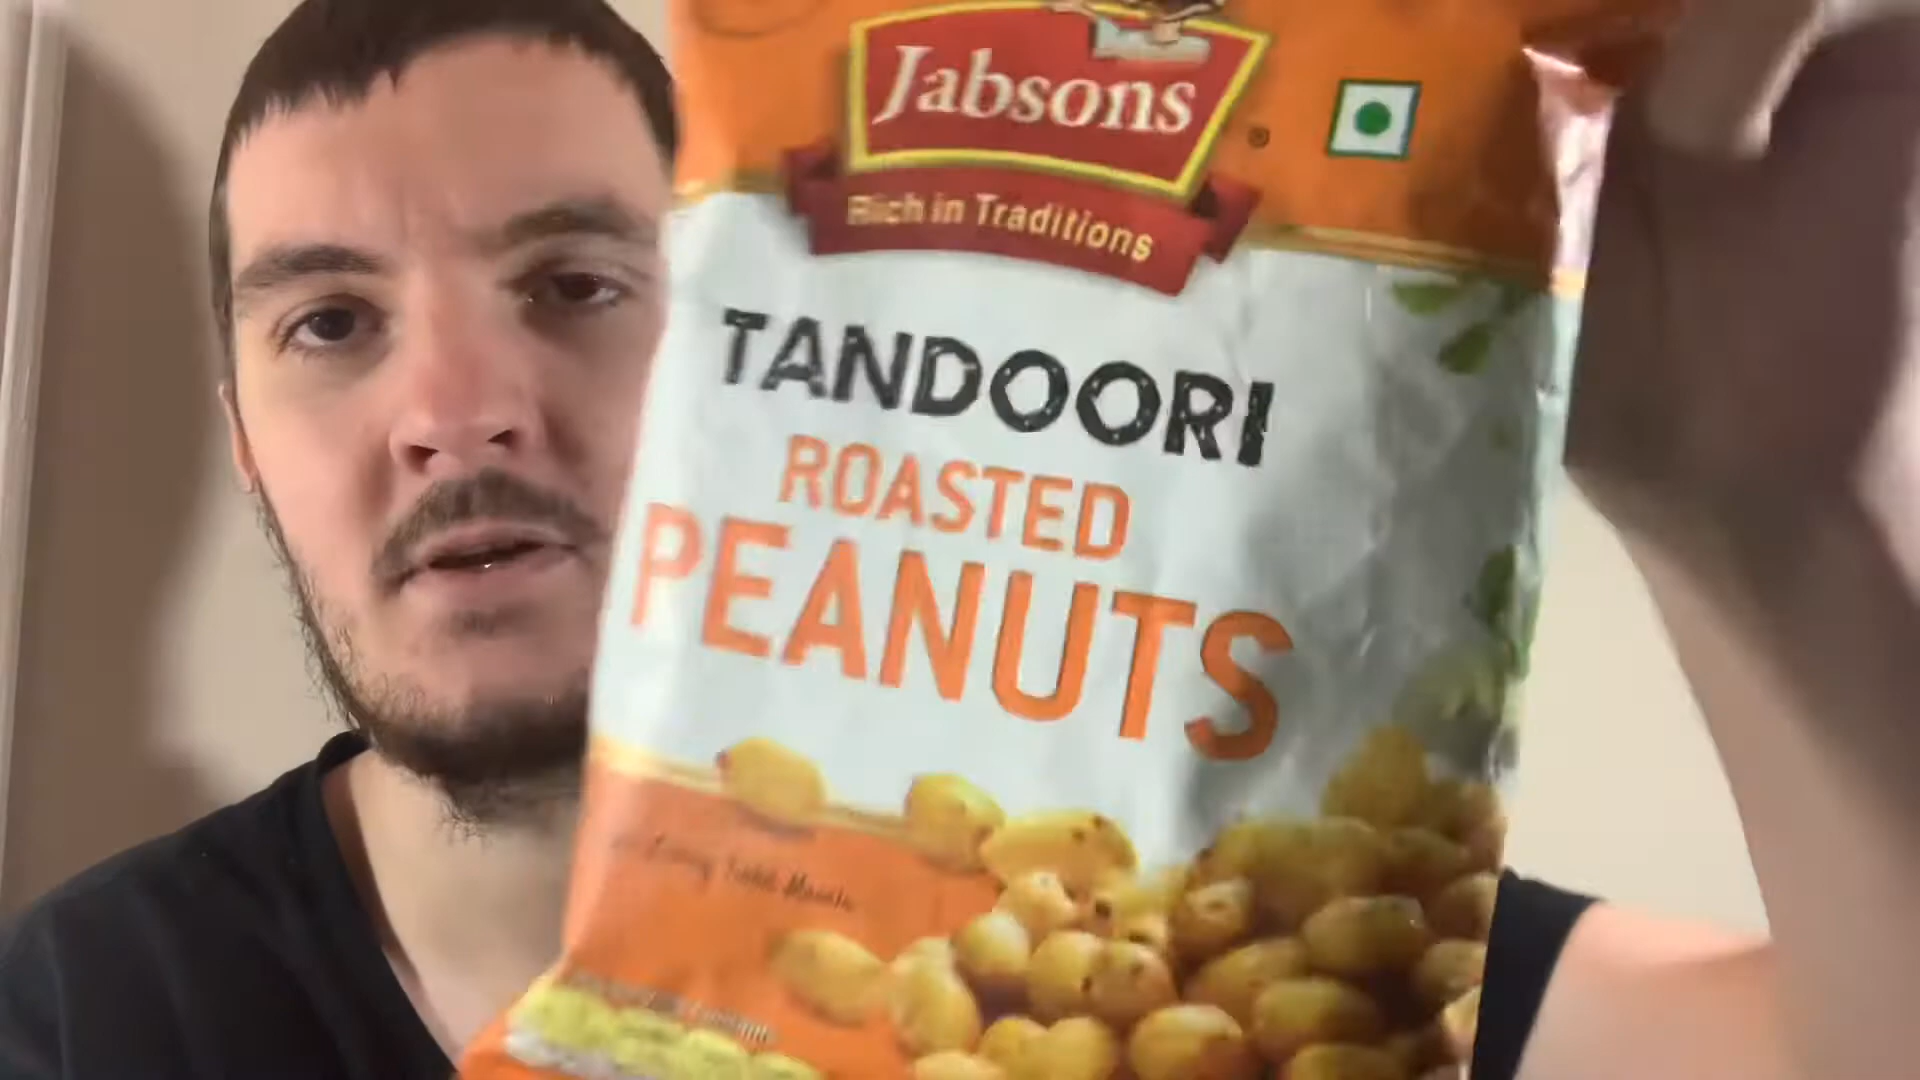 Jabsons
®
Rich in Traditions
TANDOORI
ROASTED
PEANUTS